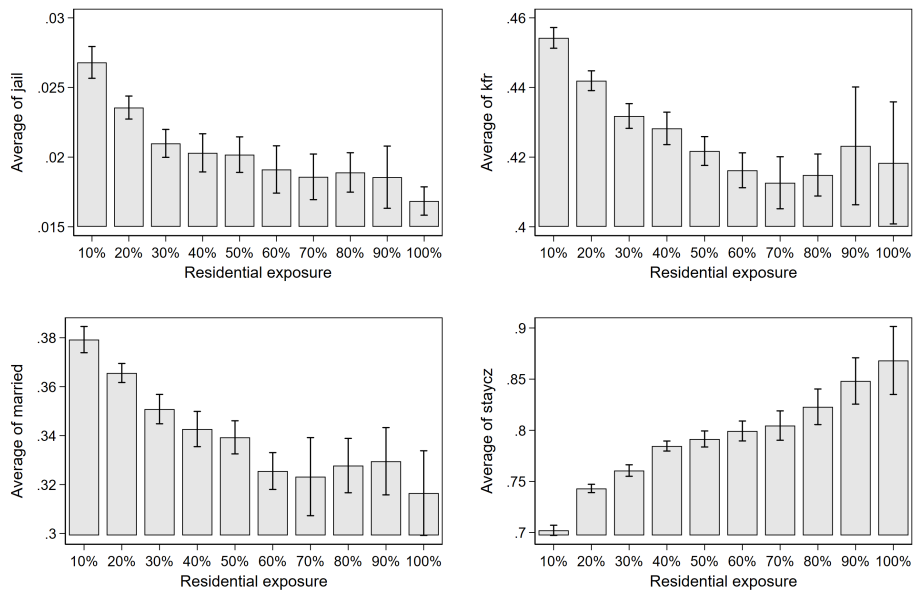 .03
.025
.02
.015
Average of jail
10% 20% 30% 40% 50% 60% 70% 80% 90% 100%
Residential exposure
.46
.44
.42
.4
Average of kfr
10% 20% 30% 40% 50% 60% 70% 80% 90% 100%
Residential exposure
.38
.36
.34
.32
.3
Average of married
10% 20% 30% 40% 50% 60% 70% 80% 90% 100%
Residential exposure
.9
.85
.8
.75
.7
Average of staycz
10% 20% 30% 40% 50% 60% 70% 80% 90% 100%
Residential exposure